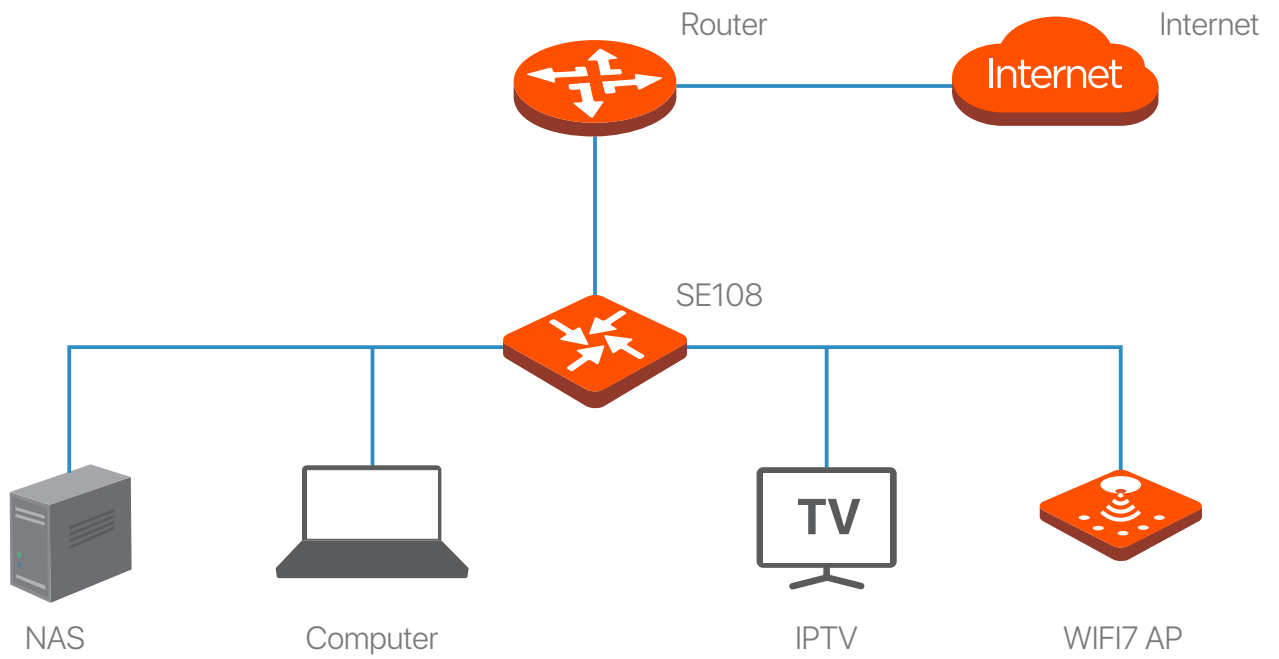 Router
Internet
Internet
SE108
TV
NAS
Computer
IPTV
WIFI7 AP